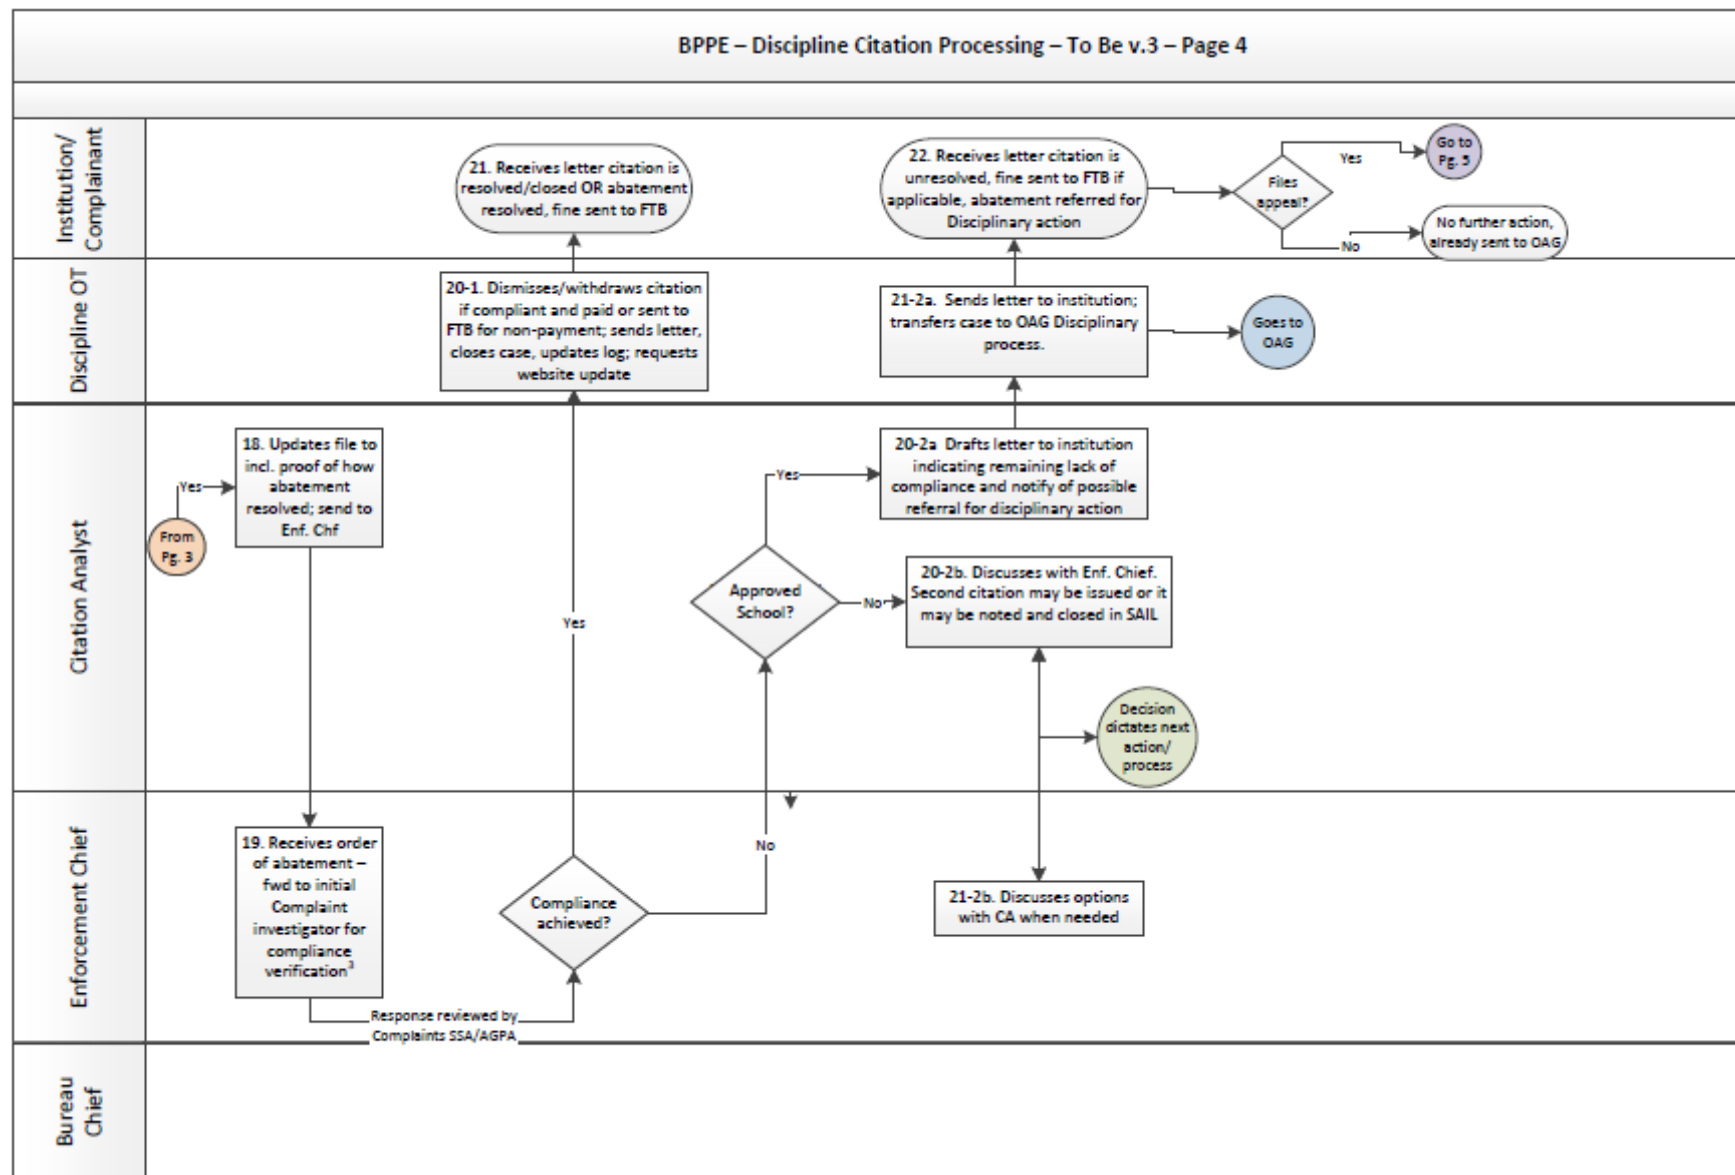 BPPE – Discipline Citation Processing – To Be v.3 – Page 4
Institution/
Complainant
21. Receives letter citation is
resolved/closed OR abatement
resolved, fine sent to FTB
22. Receives letter citation is
unresolved, fine sent to FTB if
applicable, abatement referred for
Disciplinary action
Files
appeal?
Yes
Go to
Pg. 5
No
No further action,
already sent to OAG
Discipline OT
20-1. Dismisses/withdraws citation
if compliant and paid or sent to
FTB for non-payment; sends letter,
closes case, updates log; requests
website update
21-2a. Sends letter to institution;
transfers case to OAG Disciplinary
process.
Goes to
OAG
Citation Analyst
From
Pg. 3
Yes
18. Updates file to
incl. proof of how
abatement
resolved; send to
Enf. Chf
Yes
Approved
School?
Yes
20-2a Drafts letter to institution
indicating remaining lack of
compliance and notify of possible
referral for disciplinary action
No
20-2b. Discusses with Enf. Chief.
Second citation may be issued or it
may be noted and closed in SAIL
Decision
dictates next
action/
process
Enforcement Chief
19. Receives order
of abatement –
fwd to initial
Complaint
investigator for
compliance
verification³
Response reviewed by
Complaints SSA/AGPA
Compliance
achieved?
No
21-2b. Discusses options
with CA when needed
Bureau
Chief